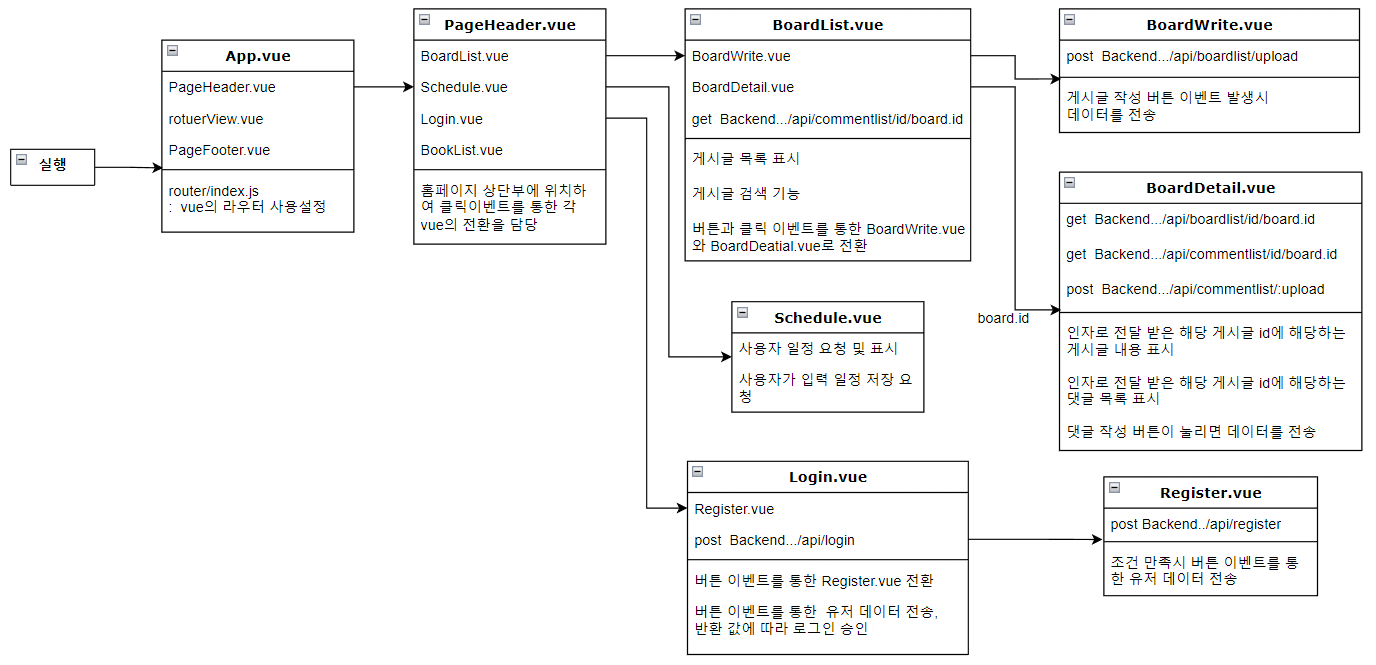 실행
App.vue
PageHeader.vue
rotuerView.vue
PageFooter.vue
router/index.js
: vue의 라우터 사용설정
PageHeader.vue
BoardList.vue
Schedule.vue
Login.vue
BookList.vue
홈페이지 상단부에 위치하
여 클릭이벤트를 통한 각
vue의 전환을 담당
BoardList.vue
BoardWrite.vue
BoardDetail.vue
get Backend.../api/commentlist/id/board.id
게시글 목록 표시
게시글 검색 기능
버튼과 클릭 이벤트를 통한 BoardWrite.vue
와 BoardDeatial.vue로 전환
BoardWrite.vue
post Backend.../api/boardlist/upload
게시글 작성 버튼 이벤트 발생시
데이터를 전송
board.id
BoardDetail.vue
get Backend.../api/boardlist/id/board.id
get Backend.../api/commentlist/id/board.id
post Backend.../api/commentlist/:upload
인자로 전달 받은 해당 게시글 id에 해당하는
게시글 내용 표시
인자로 전달 받은 해당 게시글 id에 해당하는
댓글 목록 표시
댓글 작성 버튼이 눌리면 데이터를 전송
Schedule.vue
사용자 일정 요청 및 표시
사용자가 입력 일정 저장 요
청
Login.vue
Register.vue
post Backend.../api/login
버튼 이벤트를 통한 Register.vue 전환
버튼 이벤트를 통한 유저 데이터 전송,
반환 값에 따라 로그인 승인
Register.vue
post Backend../api/register
조건 만족시 버튼 이벤트를 통
한 유저 데이터 전송